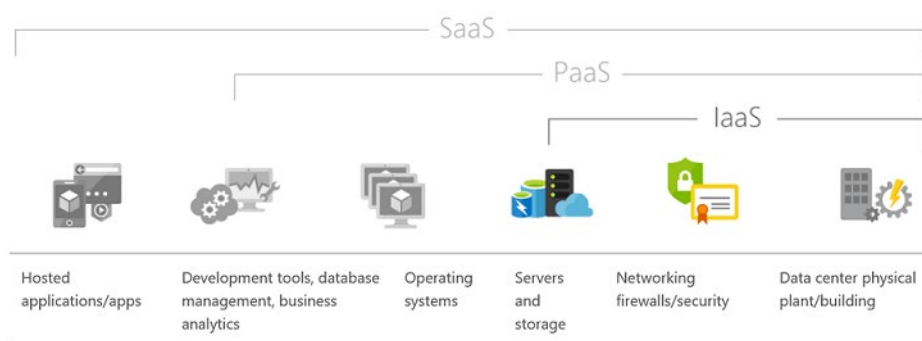 SaaS
PaaS
IaaS
Hosted
applications/apps
Development tools, database
management, business
analytics
Operating
systems
Servers
and
storage
Networking
firewalls/security
Data center physical
plant/building